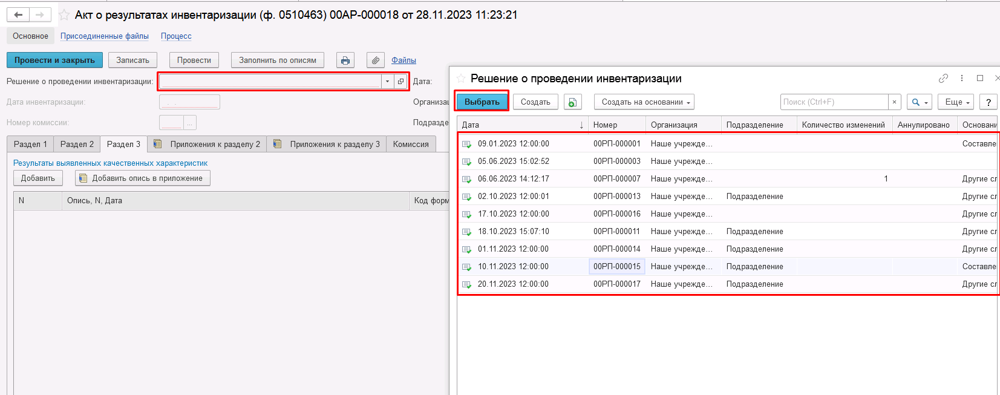 Акт о результатах инвентаризации (ф. 0510463) 00АР-000018 от 28.11.2023 11:23:21
Основное Присоединенные файлы Процесс
Провести и закрыть Записать Провести Заполнить по описям Файлы
Решение о проведении инвентаризации: Дата:
Дата инвентаризации: . . Организац
Номер комиссии: ... Подразде
Раздел 1 Раздел 2 Раздел 3 Приложения к разделу 2 Приложения к разделу 3 Комиссия
Результаты выявленных качественных характеристик
Добавить Добавить опись в приложение
N Опись, N, Дата Код форм
Решение о проведении инвентаризации
Выбрать Создать Создать на основании Поиск (Ctrl+F) × Еще ?
Дата ↓ Номер Организация Подразделение Количество изменений Аннулировано Основани
09.01.2023 12:00:00 00РП-000001 Наше учрежде... Составле
05.06.2023 15:02:52 00РП-000003 Наше учрежде...
06.06.2023 14:12:17 00РП-000007 Наше учрежде... 1 Другие сл
02.10.2023 12:00:01 00РП-000013 Наше учрежде... Подразделение Другие сл
17.10.2023 12:00:00 00РП-000016 Наше учрежде... Другие сл
18.10.2023 15:07:10 00РП-000011 Наше учрежде... Подразделение Другие сл
01.11.2023 12:00:00 00РП-000014 Наше учрежде... Подразделение Другие сл
10.11.2023 12:00:00 00РП-000015 Наше учрежде... Подразделение Составле
20.11.2023 12:00:00 00РП-000017 Наше учрежде... Подразделение Другие сл